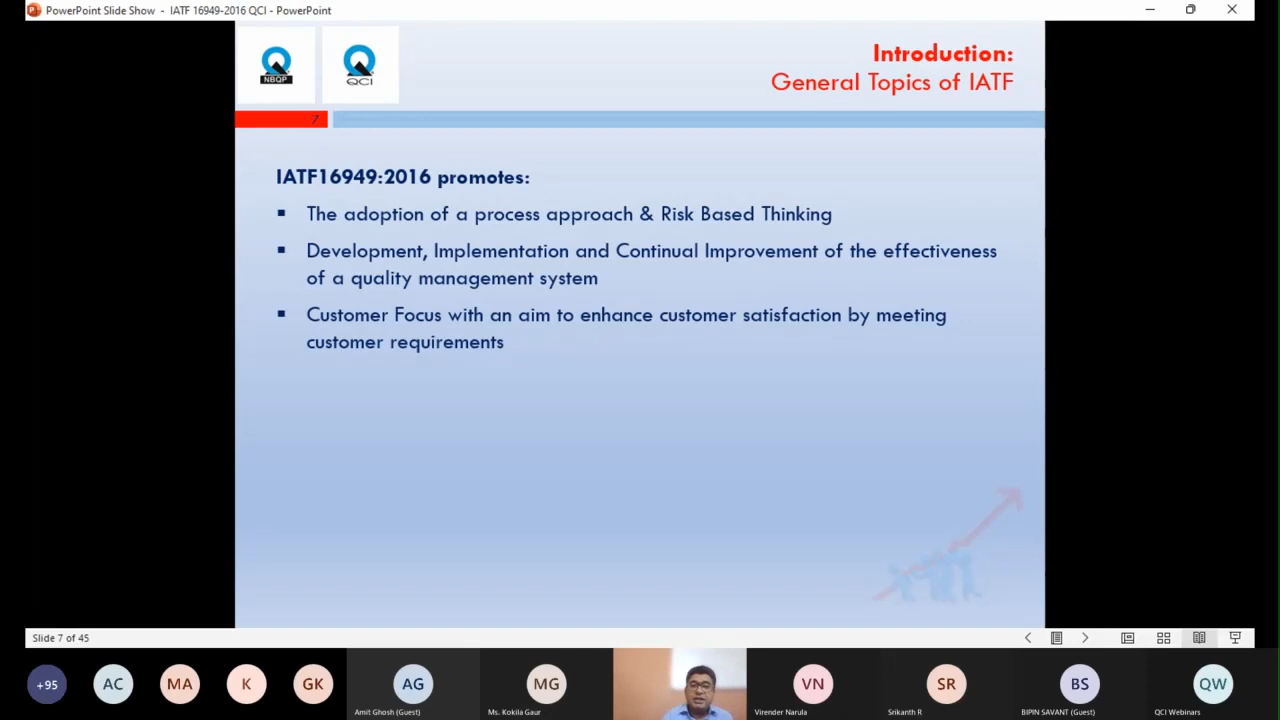 PowerPoint Slide Show - IATF 16949-2016 QCI - PowerPoint
NBQP
QCI
Introduction:
General Topics of IATF
7
IATF16949:2016 promotes:
The adoption of a process approach & Risk Based Thinking
Development, Implementation and Continual Improvement of the effectiveness
of a quality management system
Customer Focus with an aim to enhance customer satisfaction by meeting
customer requirements
Slide 7 of 45
+95
AC
MA
K
GK
AG
MG
VN
SR
BS
QW
Amit Ghosh (Guest)
Ms. Kokila Gaur
Virender Narula
Srikanth R
BIPIN SAVANT (Guest)
QCI Webinars